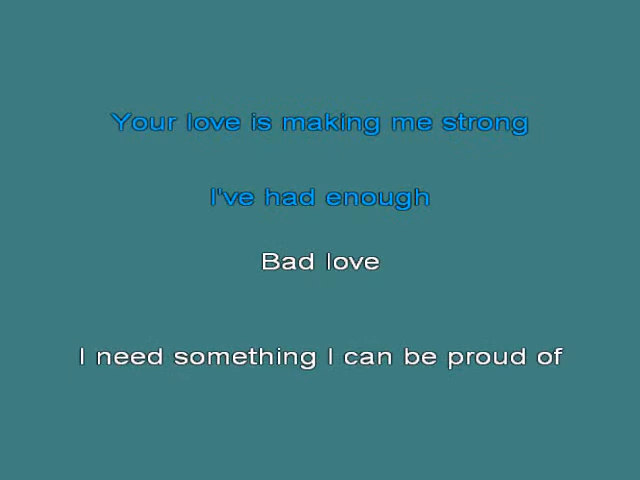 Your love is making me strong
I've had enough
Bad love
I need something I can be proud of